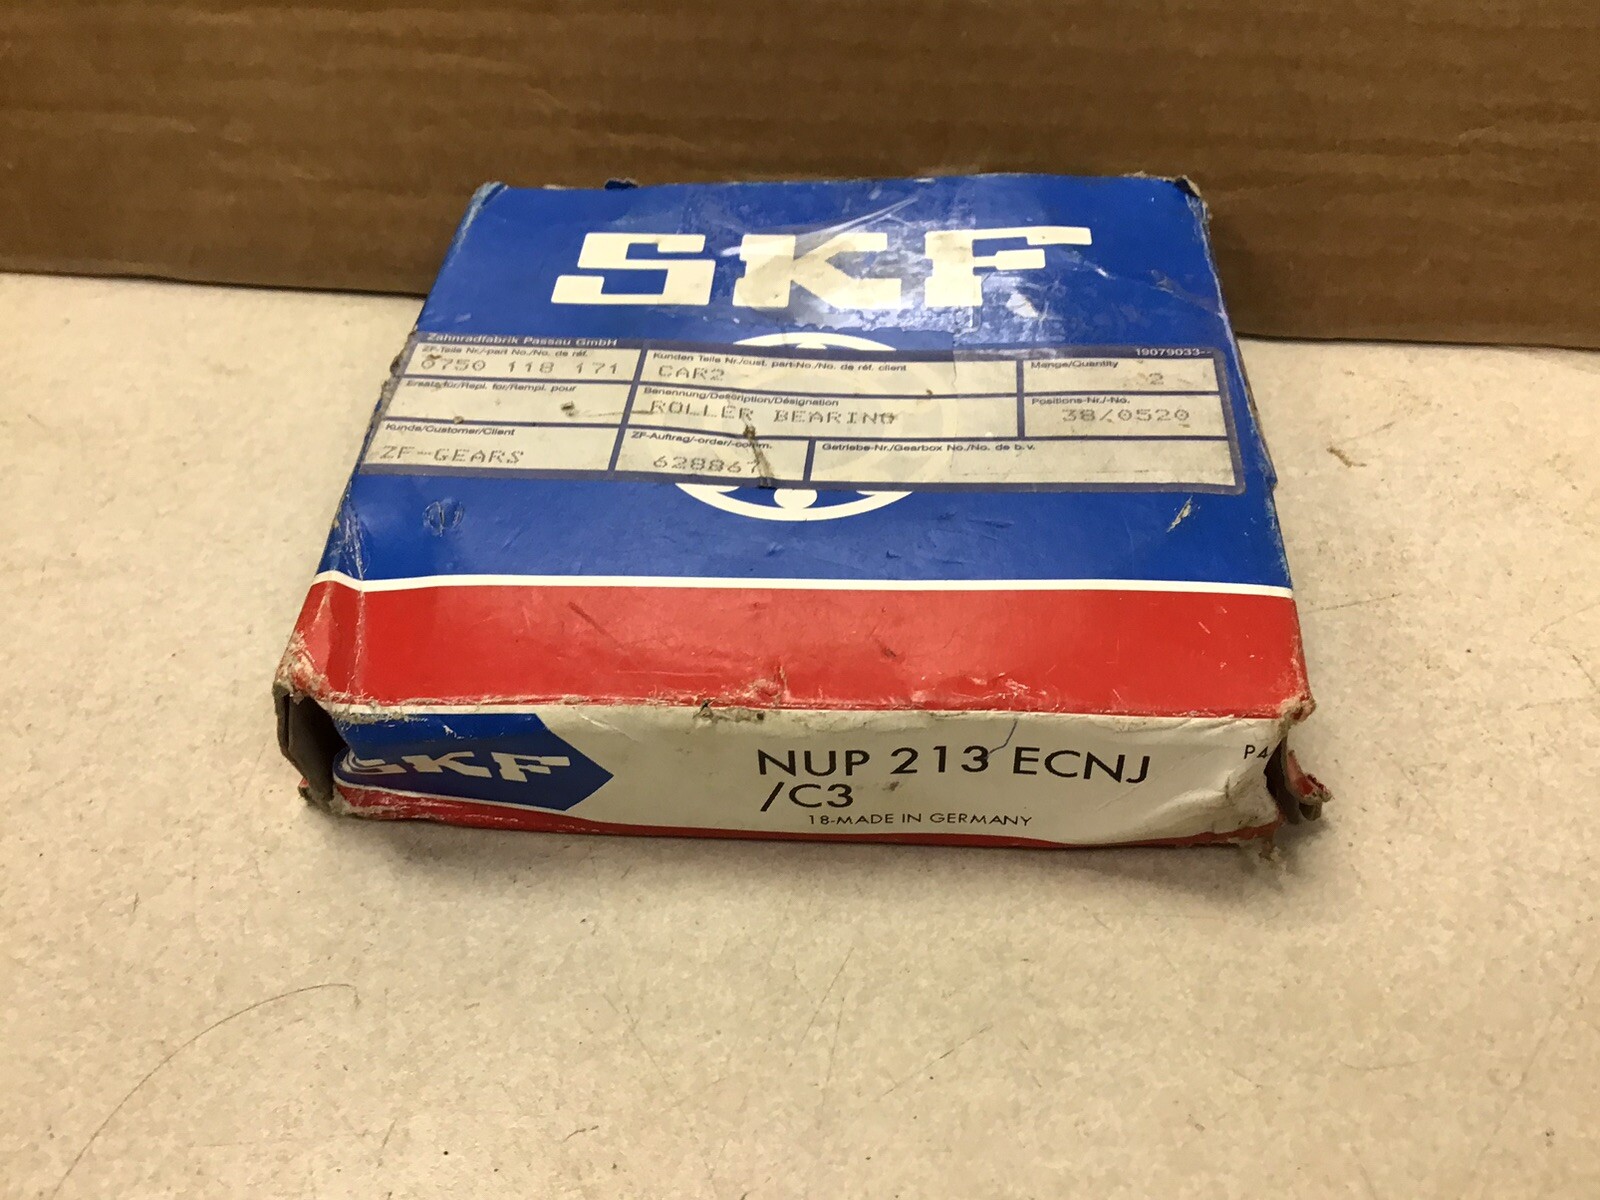 SKF
Zahnradfabrik Passau GmbH
19079033--
ZF-Teile Nr./-part No./No. de réf.
0750 118 171
Kunden Teile Nr./cust. part-No./No. de réf. client
CAR2
Menge/Quantity
2
Ersatz für/Repl. for/Rempl. pour
Benennung/Description/Désignation
ROLLER BEARING
Positions-Nr./-No.
38/0520
Kunde/Customer/Client
ZF-GEARS
ZF-Auftrag/-order/-comm.
628867
Getriebe-Nr./Gearbox No./No. de b.v.
SKF
NUP 213 ECNJ
/C3
18-MADE IN GERMANY
P4